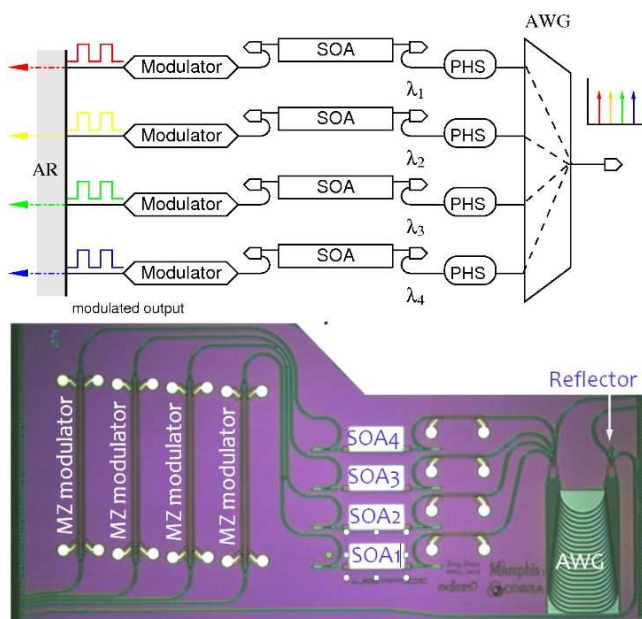 AWG
SOA
Modulator
PHS
λ1
SOA
Modulator
PHS
λ2
AR
SOA
Modulator
PHS
λ3
SOA
Modulator
PHS
λ4
modulated output
Reflector
MZ modulator
MZ modulator
MZ modulator
MZ modulator
SOA4
SOA3
SOA2
SOA1
AWG
Memphis
COBRA